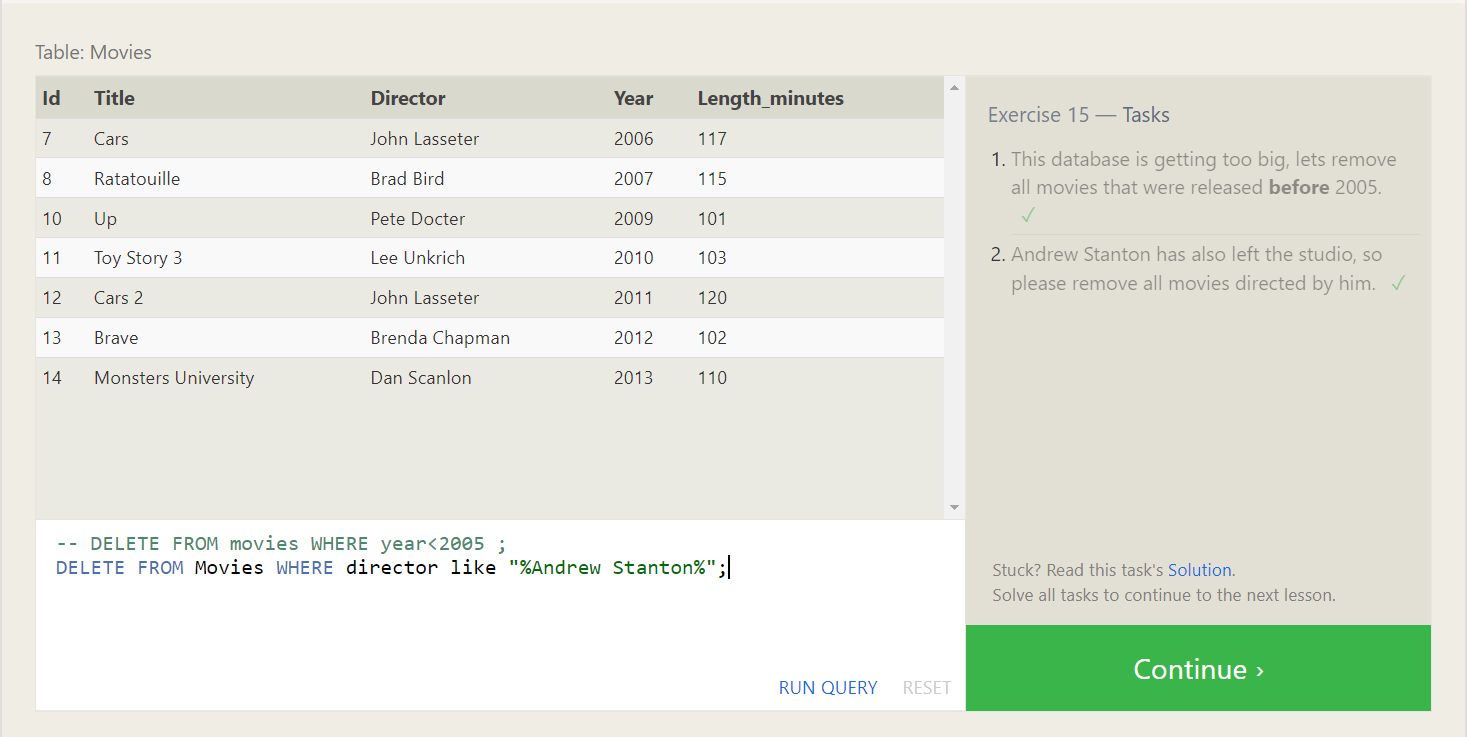 Table: Movies
Id Title Director Year Length_minutes
7 Cars John Lasseter 2006 117
8 Ratatouille Brad Bird 2007 115
10 Up Pete Docter 2009 101
11 Toy Story 3 Lee Unkrich 2010 103
12 Cars 2 John Lasseter 2011 120
13 Brave Brenda Chapman 2012 102
14 Monsters University Dan Scanlon 2013 110
-- DELETE FROM movies WHERE year<2005 ;
DELETE FROM Movies WHERE director like "%Andrew Stanton%";
RUN QUERY RESET
Exercise 15 — Tasks
1. This database is getting too big, lets remove
all movies that were released before 2005.
✓
2. Andrew Stanton has also left the studio, so
please remove all movies directed by him. ✓
Stuck? Read this task's Solution.
Solve all tasks to continue to the next lesson.
Continue ›